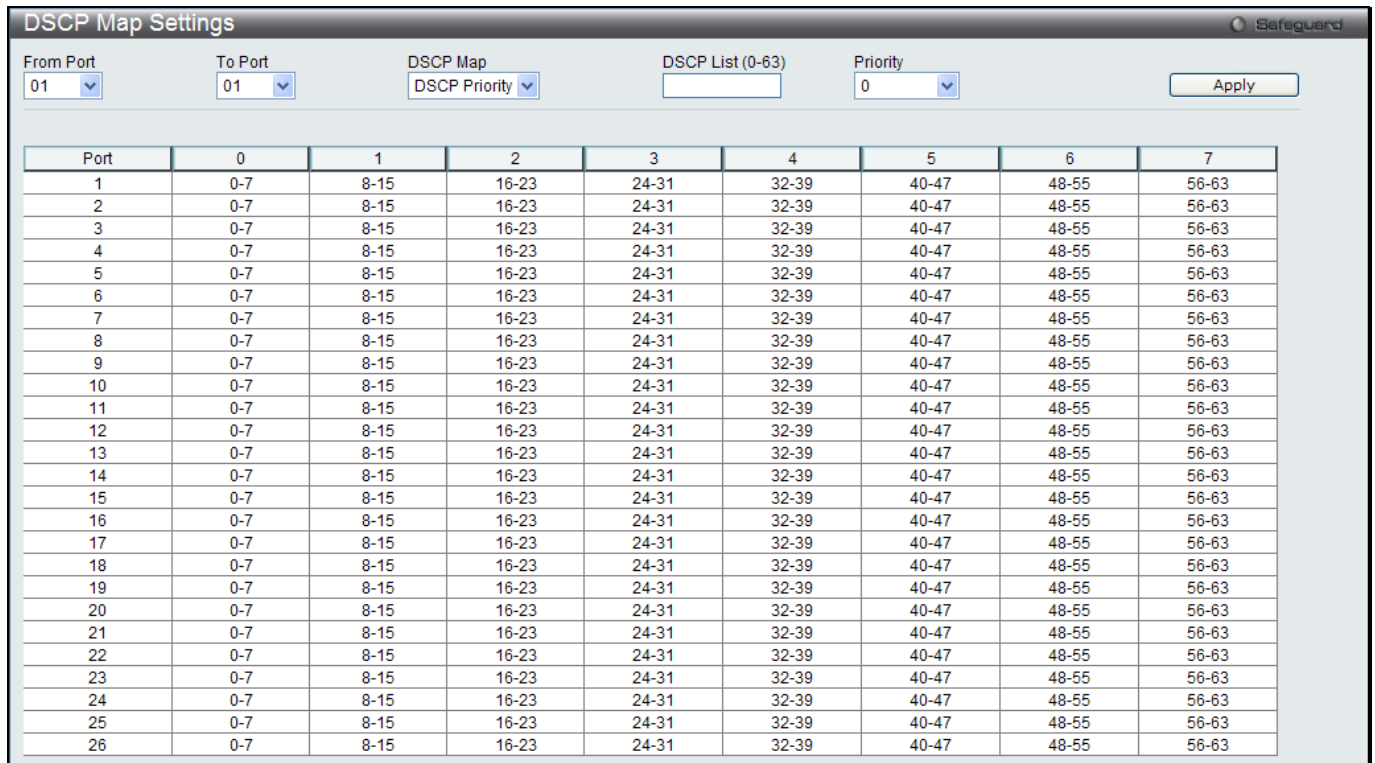 DSCP Map Settings
Safeguard
From Port To Port DSCP Map DSCP List (0-63) Priority
01 01 DSCP Priority 0 Apply
Port 0 1 2 3 4 5 6 7
1 0-7 8-15 16-23 24-31 32-39 40-47 48-55 56-63
2 0-7 8-15 16-23 24-31 32-39 40-47 48-55 56-63
3 0-7 8-15 16-23 24-31 32-39 40-47 48-55 56-63
4 0-7 8-15 16-23 24-31 32-39 40-47 48-55 56-63
5 0-7 8-15 16-23 24-31 32-39 40-47 48-55 56-63
6 0-7 8-15 16-23 24-31 32-39 40-47 48-55 56-63
7 0-7 8-15 16-23 24-31 32-39 40-47 48-55 56-63
8 0-7 8-15 16-23 24-31 32-39 40-47 48-55 56-63
9 0-7 8-15 16-23 24-31 32-39 40-47 48-55 56-63
10 0-7 8-15 16-23 24-31 32-39 40-47 48-55 56-63
11 0-7 8-15 16-23 24-31 32-39 40-47 48-55 56-63
12 0-7 8-15 16-23 24-31 32-39 40-47 48-55 56-63
13 0-7 8-15 16-23 24-31 32-39 40-47 48-55 56-63
14 0-7 8-15 16-23 24-31 32-39 40-47 48-55 56-63
15 0-7 8-15 16-23 24-31 32-39 40-47 48-55 56-63
16 0-7 8-15 16-23 24-31 32-39 40-47 48-55 56-63
17 0-7 8-15 16-23 24-31 32-39 40-47 48-55 56-63
18 0-7 8-15 16-23 24-31 32-39 40-47 48-55 56-63
19 0-7 8-15 16-23 24-31 32-39 40-47 48-55 56-63
20 0-7 8-15 16-23 24-31 32-39 40-47 48-55 56-63
21 0-7 8-15 16-23 24-31 32-39 40-47 48-55 56-63
22 0-7 8-15 16-23 24-31 32-39 40-47 48-55 56-63
23 0-7 8-15 16-23 24-31 32-39 40-47 48-55 56-63
24 0-7 8-15 16-23 24-31 32-39 40-47 48-55 56-63
25 0-7 8-15 16-23 24-31 32-39 40-47 48-55 56-63
26 0-7 8-15 16-23 24-31 32-39 40-47 48-55 56-63